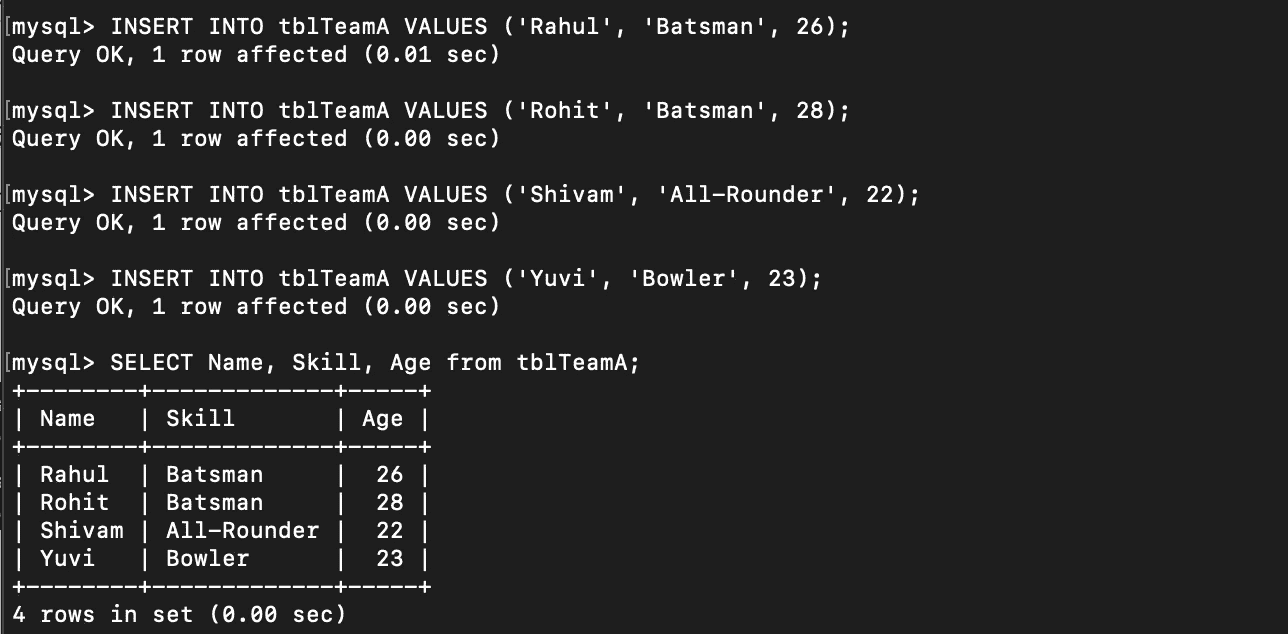 [mysql> INSERT INTO tblTeamA VALUES ('Rahul', 'Batsman', 26);
Query OK, 1 row affected (0.01 sec)
[mysql> INSERT INTO tblTeamA VALUES ('Rohit', 'Batsman', 28);
Query OK, 1 row affected (0.00 sec)
[mysql> INSERT INTO tblTeamA VALUES ('Shivam', 'All-Rounder', 22);
Query OK, 1 row affected (0.00 sec)
[mysql> INSERT INTO tblTeamA VALUES ('Yuvi', 'Bowler', 23);
Query OK, 1 row affected (0.00 sec)
[mysql> SELECT Name, Skill, Age from tblTeamA;
+--------+-------------+-----+
| Name   | Skill       | Age |
+--------+-------------+-----+
| Rahul  | Batsman     |  26 |
| Rohit  | Batsman     |  28 |
| Shivam | All-Rounder |  22 |
| Yuvi   | Bowler      |  23 |
+--------+-------------+-----+
4 rows in set (0.00 sec)